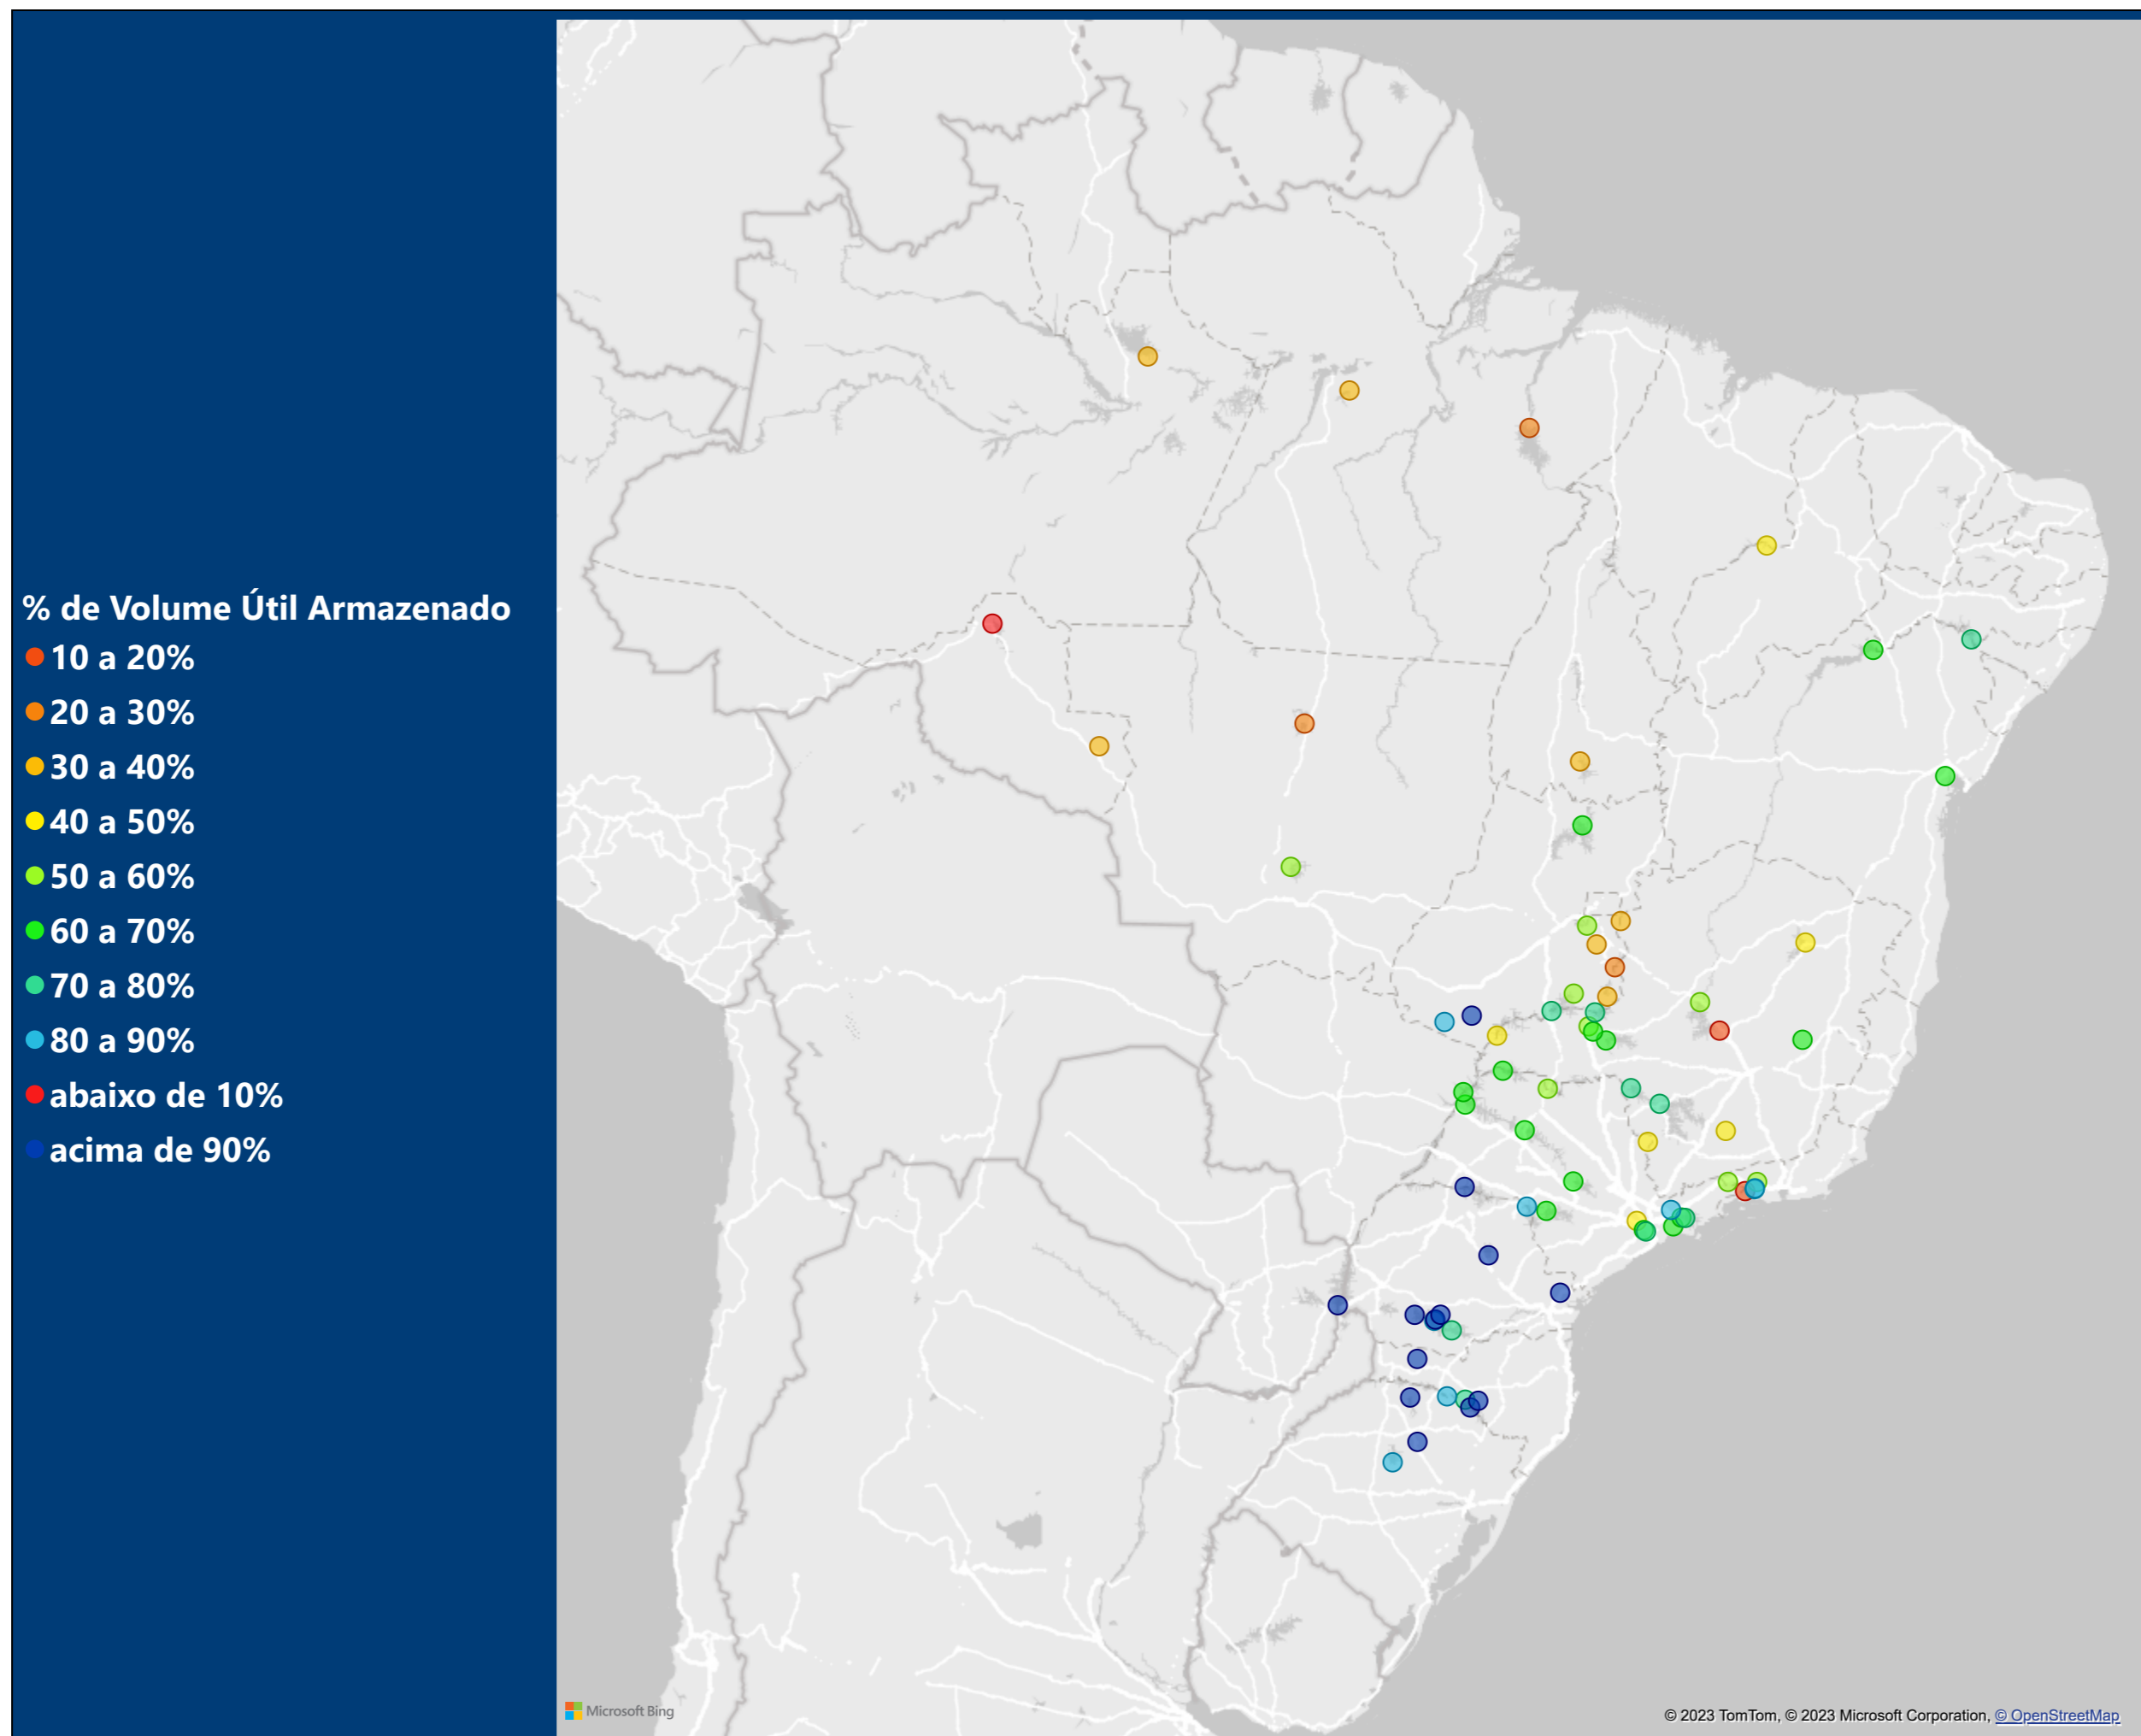 % de Volume Útil Armazenado
10 a 20%
20 a 30%
30 a 40%
40 a 50%
50 a 60%
60 a 70%
70 a 80%
80 a 90%
abaixo de 10%
acima de 90%
Microsoft Bing
© 2023 TomTom, © 2023 Microsoft Corporation, © OpenStreetMap